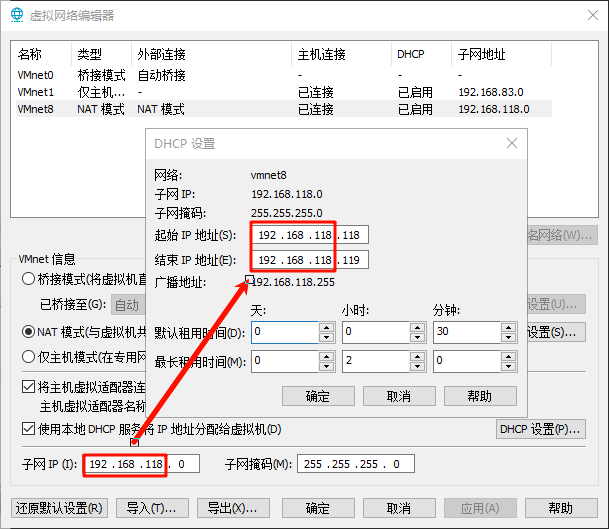 虚拟网络编辑器
名称 类型 外部连接 主机连接 DHCP 子网地址
VMnet0 桥接模式 自动桥接 - - -
VMnet1 仅主机... - 已连接 已启用 192.168.83.0
VMnet8 NAT 模式 NAT 模式 已连接 已启用 192.168.118.0
DHCP 设置
网络: vmnet8
子网 IP: 192.168.118.0
子网掩码: 255.255.255.0
起始 IP 地址(S): 192 .168 .118 .118
结束 IP 地址(E): 192 .168 .118 .119
广播地址: 192.168.118.255
天: 小时: 分钟:
默认租用时间(D): 0 0 30
最长租用时间(M): 0 2 0
确定 取消 帮助
名网络(W)...
VMnet 信息
桥接模式(将虚拟机直
已桥接至(G): 自动 设置(U)...
NAT 模式(与虚拟机共 设置(S)...
仅主机模式(在专用网
将主机虚拟适配器连
主机虚拟适配器名称
使用本地 DHCP 服务将 IP 地址分配给虚拟机(D) DHCP 设置(P)...
子网 IP (I): 192 .168 .118 . 0 子网掩码(M): 255 .255 .255 . 0
还原默认设置(R) 导入(T)... 导出(X)... 确定 取消 应用(A) 帮助